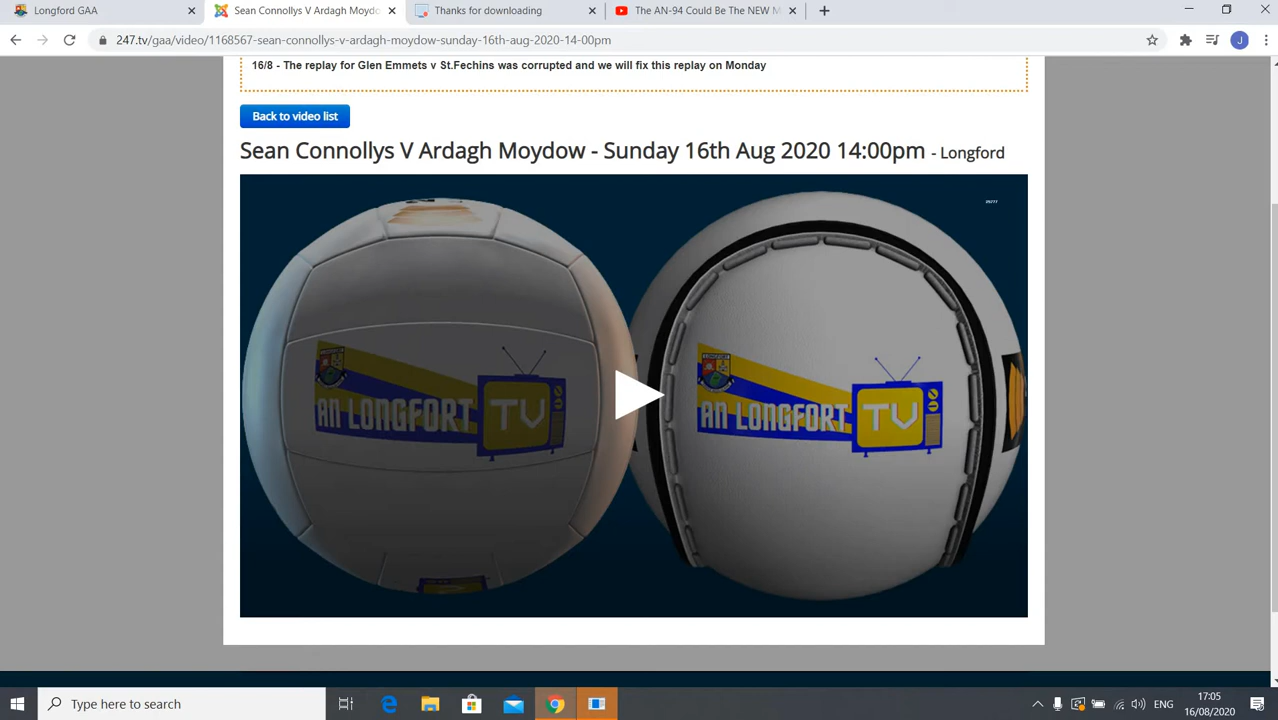 Longford GAA
Sean Connollys V Ardagh Moydo
Thanks for downloading
The AN-94 Could Be The NEW M
247.tv/gaa/video/1168567-sean-connollys-v-ardagh-moydow-sunday-16th-aug-2020-14-00pm
J
16/8 - The replay for Glen Emmets v St.Fechins was corrupted and we will fix this replay on Monday
Back to video list
Sean Connollys V Ardagh Moydow - Sunday 16th Aug 2020 14:00pm - Longford
LONGFORT
AN LONGFORT TV
LONGFORT
AN LONGFORT TV
Type here to search
ENG
17:05
16/08/2020